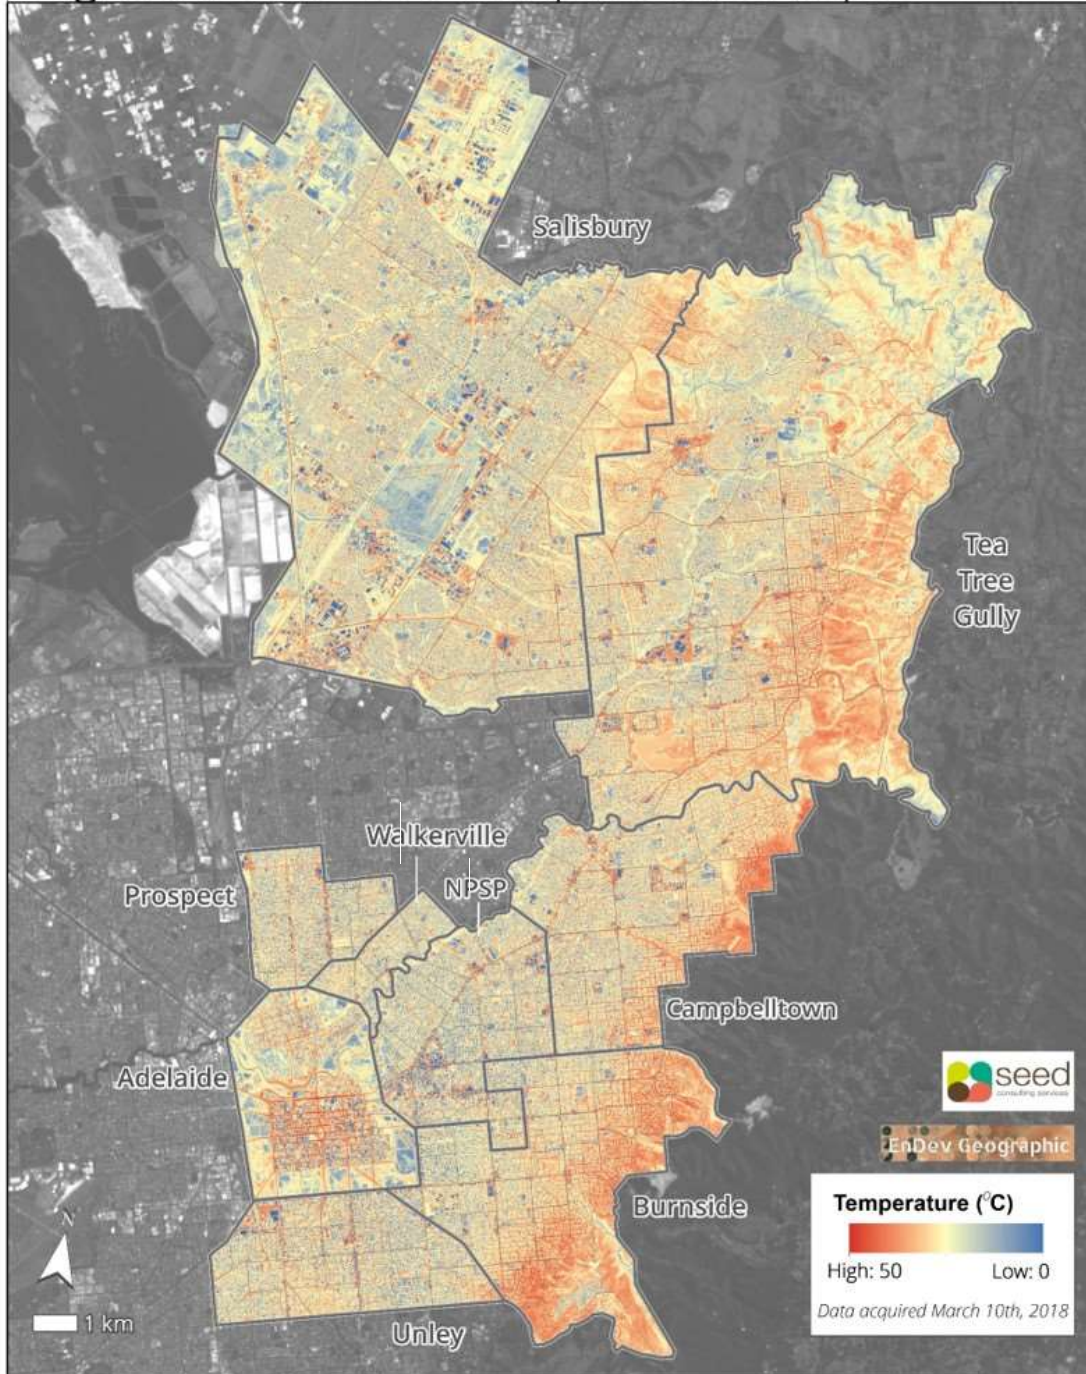 Salisbury
Tea
Tree
Gully
Walkerville
NPSP
Prospect
Campbelltown
Adelaide
seed
consulting services
EnDev Geographic
Burnside
Temperature (°C)
High: 50
Low: 0
Data acquired March 10th, 2018
N
1 km
Unley